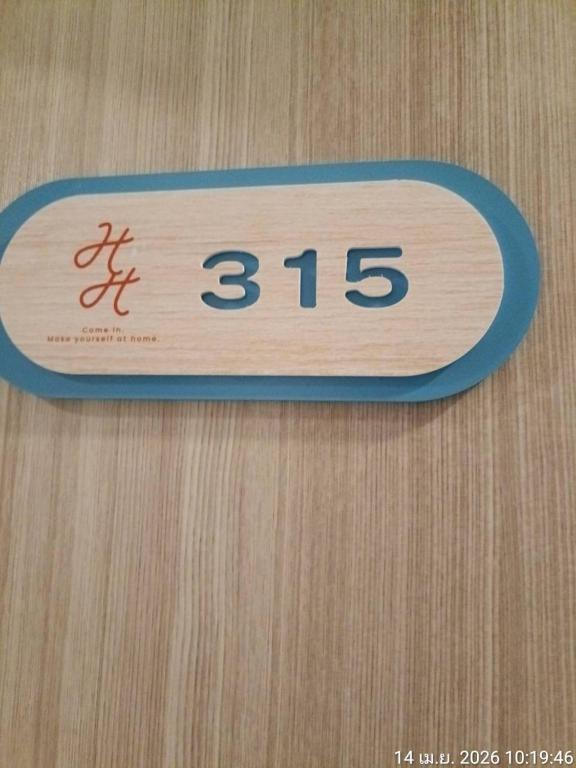 HH
315
Come in.
Make yourself at home.
14 เม.ย. 2026 10:19:46